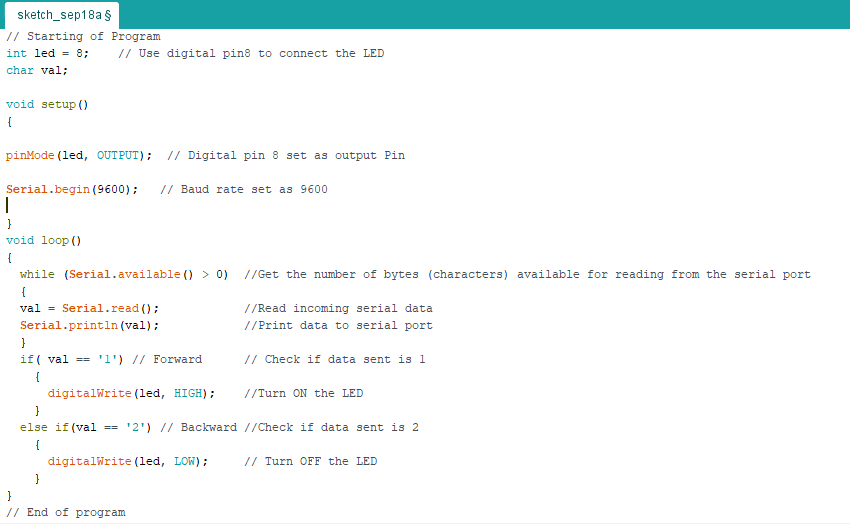 sketch_sep18a §
// Starting of Program
int led = 8;    // Use digital pin8 to connect the LED
char val;
void setup()
{
pinMode(led, OUTPUT);  // Digital pin 8 set as output Pin
Serial.begin(9600);   // Baud rate set as 9600
}
void loop()
{
  while (Serial.available() > 0)  //Get the number of bytes (characters) available for reading from the serial port
  {
  val = Serial.read();            //Read incoming serial data
  Serial.println(val);            //Print data to serial port
  }
  if( val == '1') // Forward      // Check if data sent is 1
    {
      digitalWrite(led, HIGH);    //Turn ON the LED
    }
  else if(val == '2') // Backward //Check if data sent is 2
    {
      digitalWrite(led, LOW);     // Turn OFF the LED
    }
}
// End of program